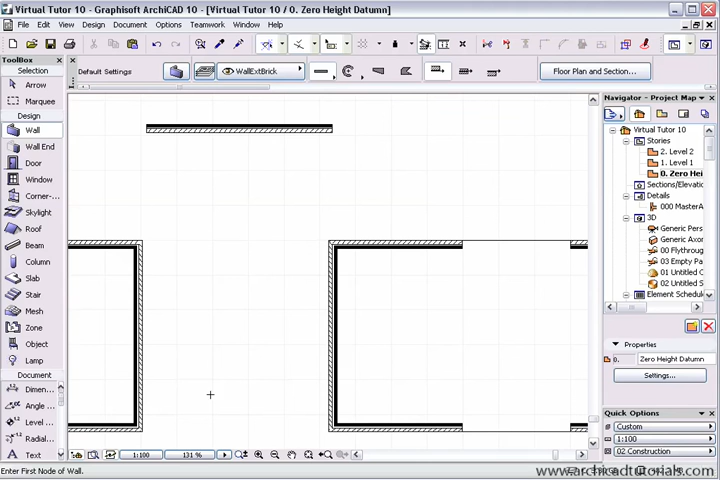 Virtual Tutor 10 - Graphisoft ArchiCAD 10 - [Virtual Tutor 10 / 0. Zero Height Datumn]
File Edit View Design Document Options Teamwork Window Help
ToolBox
Selection
Arrow
Marquee
Design
Wall
Wall End
Door
Window
Corner-...
Skylight
Roof
Beam
Column
Slab
Stair
Mesh
Zone
Object
Lamp
Document
Dimen...
Angle ...
Level ...
Radial...
Text
Default Settings
WallExtBrick
Floor Plan and Section...
Navigator - Project Map
Virtual Tutor 10
Stories
2. Level 2
1. Level 1
0. Zero Hei
Sections/Elevatio
Details
000 MasterA
3D
Generic Pers
Generic Axon
00 Flythroug
03 Empty Pa
01 Untitled C
02 Untitled S
Element Schedul
Properties
0. Zero Height Datumn
Settings...
Quick Options
Custom
1:100
02 Construction
1:100
131 %
Enter First Node of Wall.
www.archicadtutorials.com